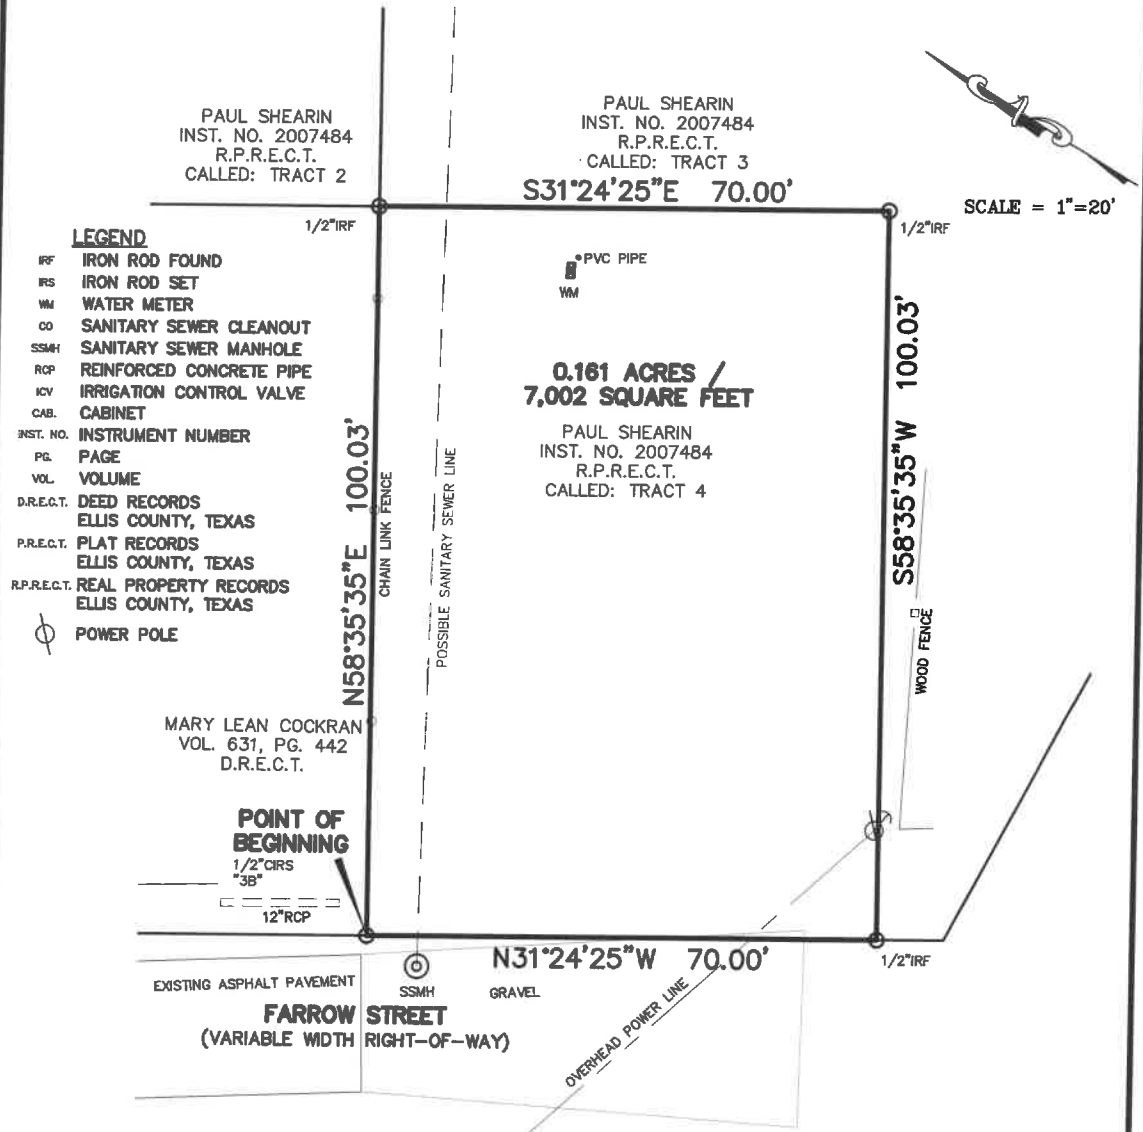 PAUL SHEARIN
INST. NO. 2007484
R.P.R.E.C.T.
CALLED: TRACT 2
PAUL SHEARIN
INST. NO. 2007484
R.P.R.E.C.T.
CALLED: TRACT 3
S31°24'25"E 70.00'
SCALE = 1"=20'
1/2"IRF
1/2"IRF
LEGEND
IRF IRON ROD FOUND
IRS IRON ROD SET
WM WATER METER
CO SANITARY SEWER CLEANOUT
SSMH SANITARY SEWER MANHOLE
RCP REINFORCED CONCRETE PIPE
ICV IRRIGATION CONTROL VALVE
CAB. CABINET
INST. NO. INSTRUMENT NUMBER
PG. PAGE
VOL. VOLUME
D.R.E.C.T. DEED RECORDS
ELLIS COUNTY, TEXAS
P.R.E.C.T. PLAT RECORDS
ELLIS COUNTY, TEXAS
R.P.R.E.C.T. REAL PROPERTY RECORDS
ELLIS COUNTY, TEXAS
POWER POLE
PVC PIPE
WM
0.161 ACRES /
7,002 SQUARE FEET
PAUL SHEARIN
INST. NO. 2007484
R.P.R.E.C.T.
CALLED: TRACT 4
N58°35'35"E 100.03'
CHAIN LINK FENCE
POSSIBLE SANITARY SEWER LINE
S58°35'35"W 100.03'
WOOD FENCE
MARY LEAN COCKRAN
VOL. 631, PG. 442
D.R.E.C.T.
POINT OF
BEGINNING
1/2"CIRS
"3B"
12"RCP
N31°24'25"W 70.00'
1/2"IRF
EXISTING ASPHALT PAVEMENT
SSMH
GRAVEL
FARROW STREET
(VARIABLE WIDTH RIGHT-OF-WAY)
OVERHEAD POWER LINE